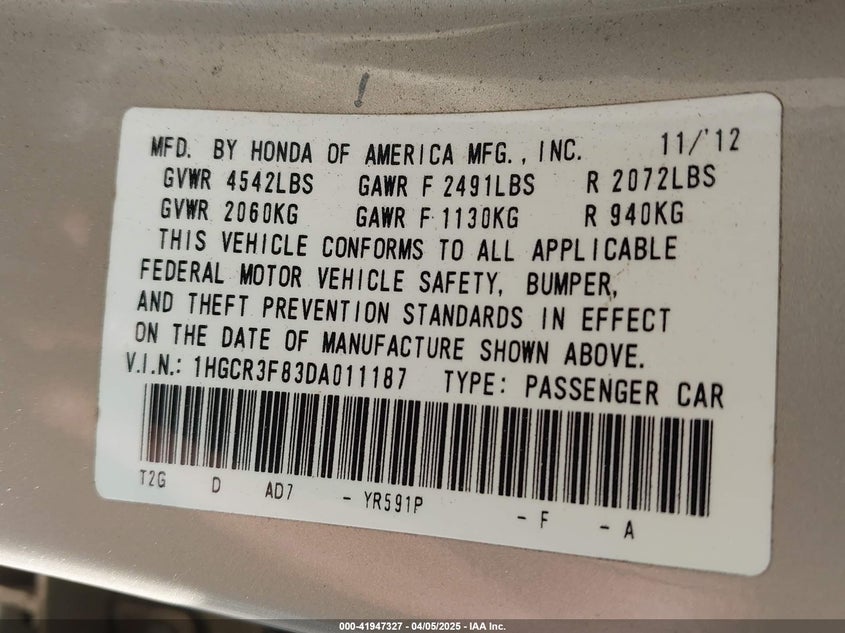 MFD. BY HONDA OF AMERICA MFG., INC. 11/'12
GVWR 4542LBS GAWR F 2491LBS R 2072LBS
GVWR 2060KG GAWR F 1130KG R 940KG
THIS VEHICLE CONFORMS TO ALL APPLICABLE
FEDERAL MOTOR VEHICLE SAFETY, BUMPER,
AND THEFT PREVENTION STANDARDS IN EFFECT
ON THE DATE OF MANUFACTURE SHOWN ABOVE.
V.I.N.: 1HGCR3F83DA011187 TYPE: PASSENGER CAR
T2G D AD7 - YR591P - F - A
000-41947327 - 04/05/2025 - IAA Inc.